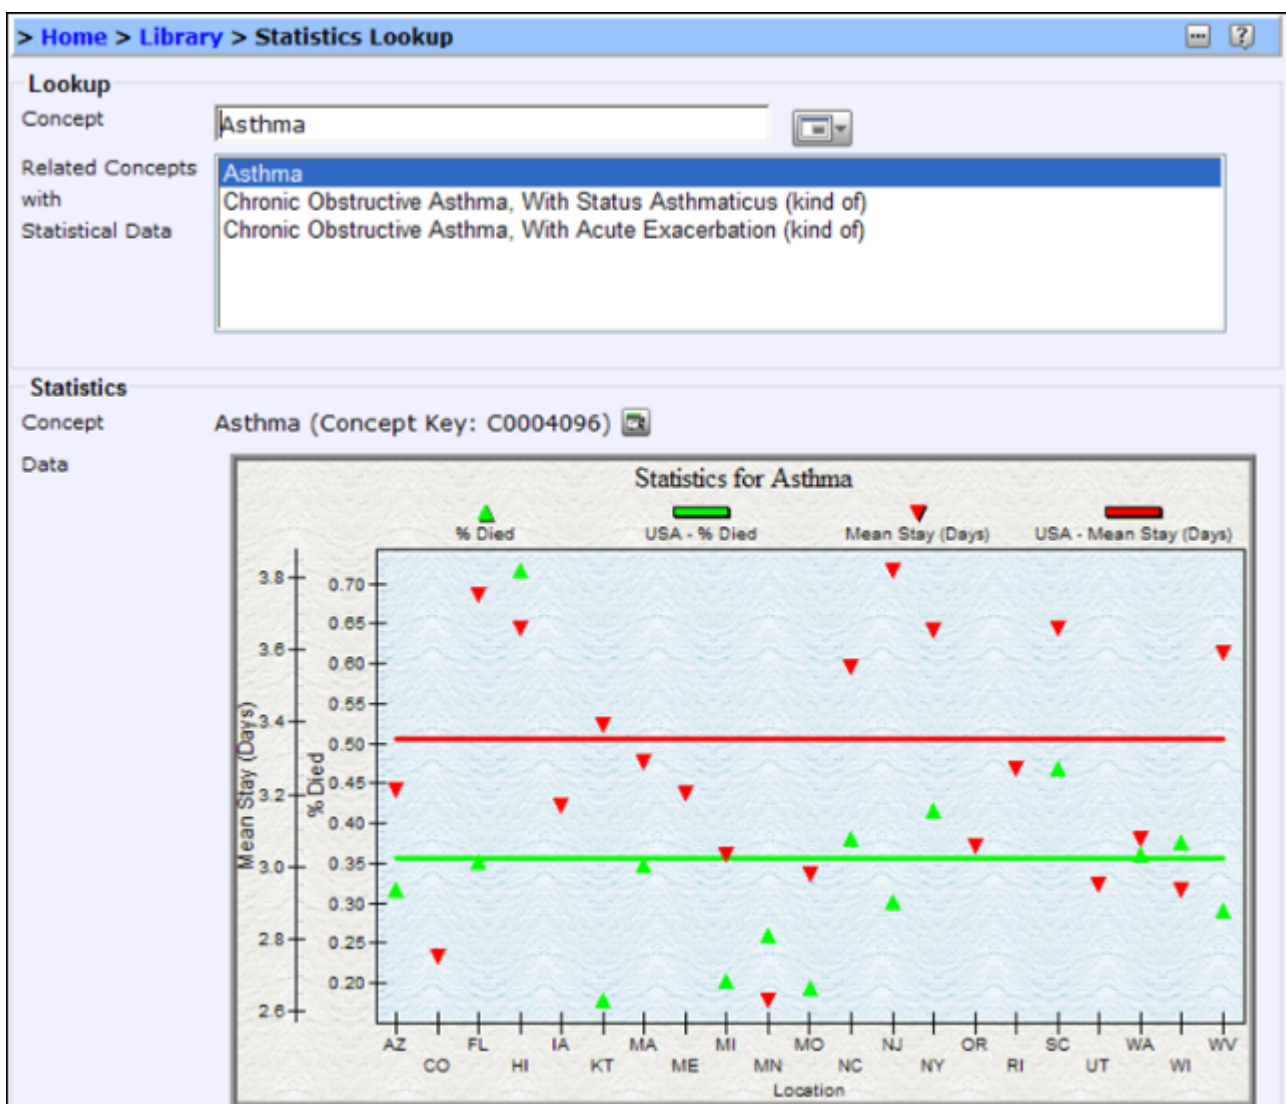 > Home > Library > Statistics Lookup
Lookup
Concept
Asthma
Related Concepts
with
Statistical Data
Asthma
Chronic Obstructive Asthma, With Status Asthmaticus (kind of)
Chronic Obstructive Asthma, With Acute Exacerbation (kind of)
Statistics
Concept
Asthma (Concept Key: C0004096)
Data
Statistics for Asthma
% Died
USA - % Died
Mean Stay (Days)
USA - Mean Stay (Days)
Mean Stay (Days)
3.8
3.6
3.4
3.2
3.0
2.8
2.6
% Died
0.70
0.65
0.60
0.55
0.50
0.45
0.40
0.35
0.30
0.25
0.20
AZ FL IA MA MI MO NJ OR SC WA WV
CO HI KT ME MN NC NY RI UT WI
Location